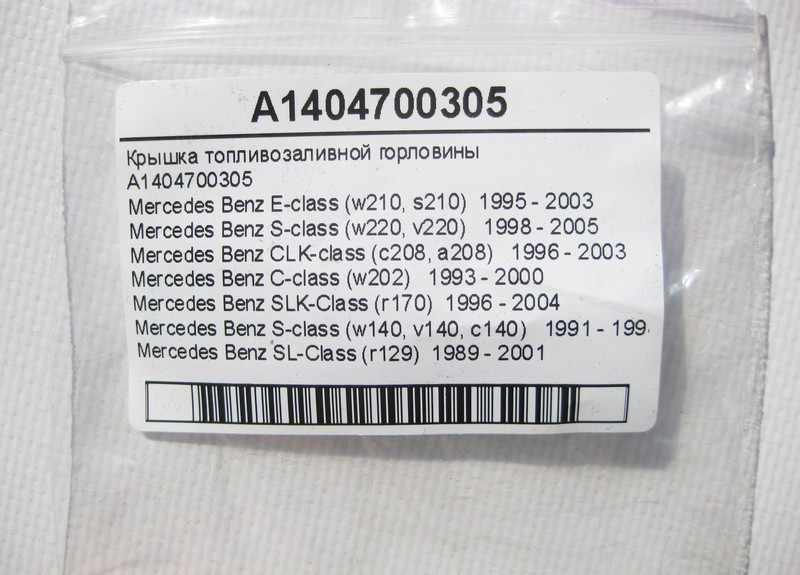 A1404700305
Крышка топливозаливной горловины
A1404700305
Mercedes Benz E-class (w210, s210) 1995 - 2003
Mercedes Benz S-class (w220, v220) 1998 - 2005
Mercedes Benz CLK-class (c208, a208) 1996 - 2003
Mercedes Benz C-class (w202) 1993 - 2000
Mercedes Benz SLK-Class (r170) 1996 - 2004
Mercedes Benz S-class (w140, v140, c140) 1991 - 199
Mercedes Benz SL-Class (r129) 1989 - 2001